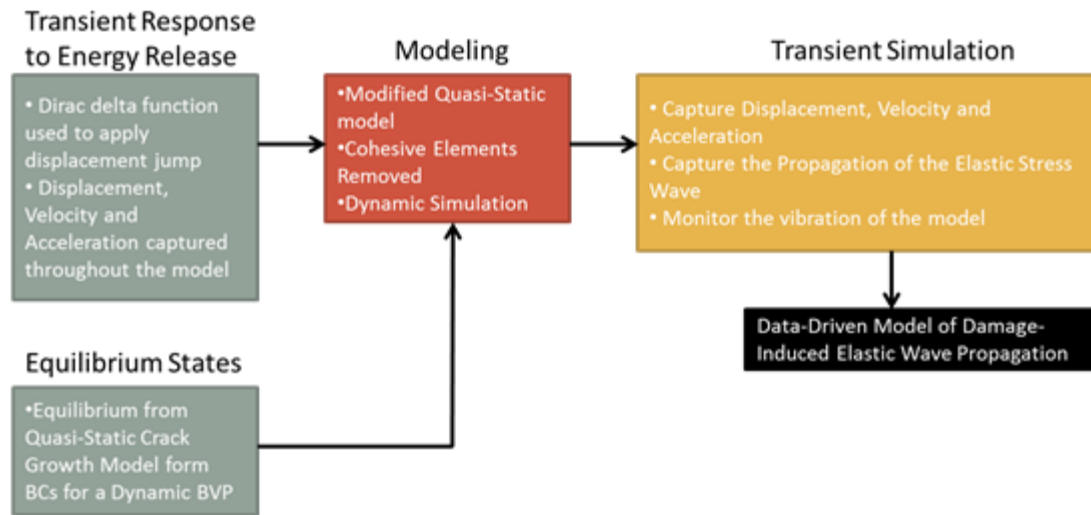 Transient Response
to Energy Release
• Dirac delta function
used to apply
displacement jump
• Displacement,
Velocity and
Acceleration captured
throughout the model
Equilibrium States
•Equilibrium from
Quasi-Static Crack
Growth Model form
BCs for a Dynamic BVP
Modeling
•Modified Quasi-Static
model
•Cohesive Elements
Removed
•Dynamic Simulation
Transient Simulation
• Capture Displacement, Velocity and
Acceleration
• Capture the Propagation of the Elastic Stress
Wave
• Monitor the vibration of the model
Data-Driven Model of Damage-
Induced Elastic Wave Propagation